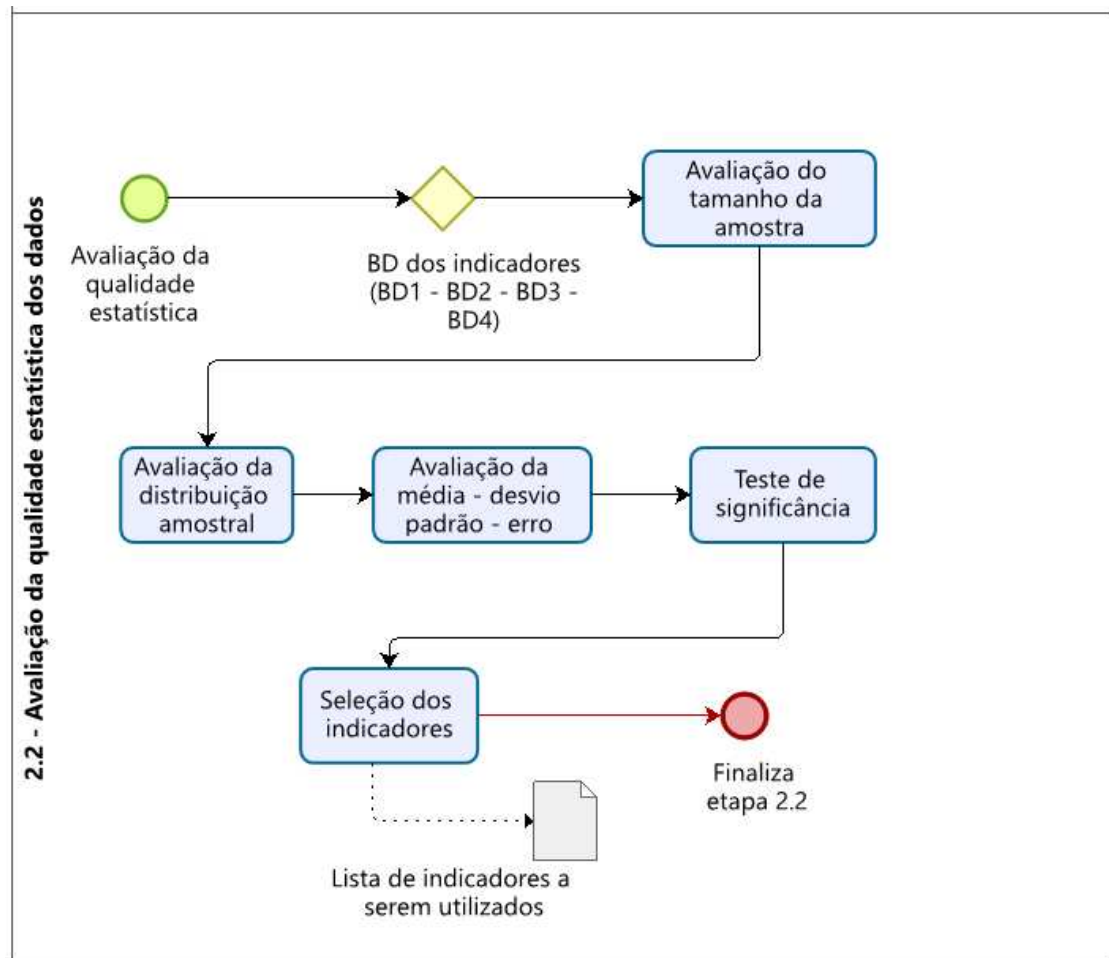 2.2 - Avaliação da qualidade estatística dos dados
Avaliação da
qualidade
estatística
BD dos indicadores
(BD1 - BD2 - BD3 -
BD4)
Avaliação do
tamanho da
amostra
Avaliação da
distribuição
amostral
Avaliação da
média - desvio
padrão - erro
Teste de
significância
Seleção dos
indicadores
Finaliza
etapa 2.2
Lista de indicadores a
serem utilizados